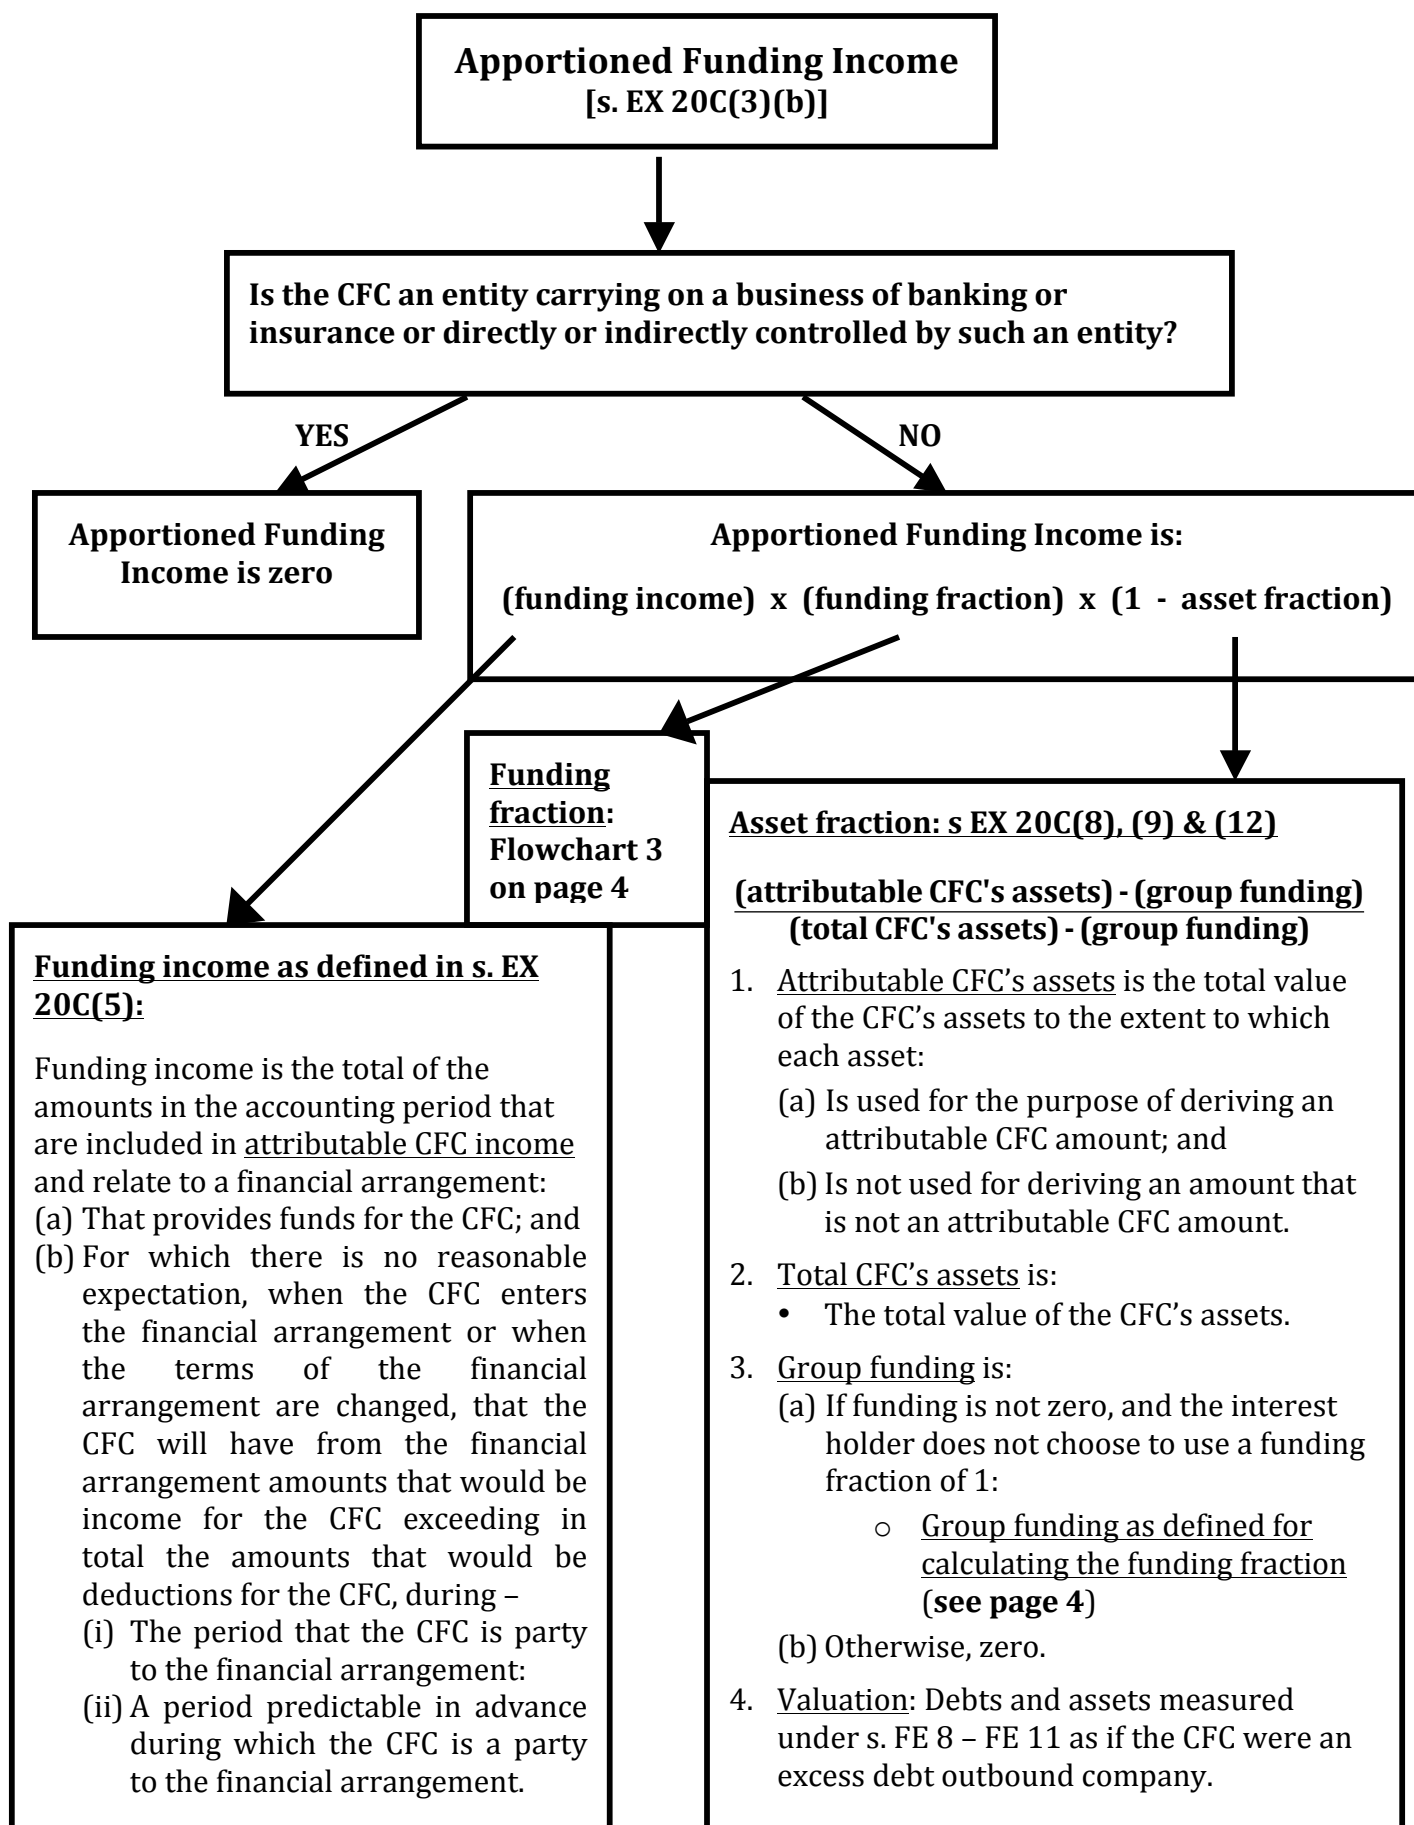 Apportioned Funding Income
[s. EX 20C(3)(b)]
Is the CFC an entity carrying on a business of banking or
insurance or directly or indirectly controlled by such an entity?
YES
NO
Apportioned Funding
Income is zero
Apportioned Funding Income is:
(funding income) x (funding fraction) x (1 - asset fraction)
Funding
fraction:
Flowchart 3
on page 4
Funding income as defined in s. EX
20C(5):
Funding income is the total of the
amounts in the accounting period that
are included in attributable CFC income
and relate to a financial arrangement:
(a) That provides funds for the CFC; and
(b) For which there is no reasonable
expectation, when the CFC enters
the financial arrangement or when
the terms of the financial
arrangement are changed, that the
CFC will have from the financial
arrangement amounts that would be
income for the CFC exceeding in
total the amounts that would be
deductions for the CFC, during –
(i) The period that the CFC is party
to the financial arrangement:
(ii) A period predictable in advance
during which the CFC is a party
to the financial arrangement.
Asset fraction: s EX 20C(8), (9) & (12)
(attributable CFC's assets) - (group funding)
(total CFC's assets) - (group funding)
1. Attributable CFC’s assets is the total value
of the CFC’s assets to the extent to which
each asset:
(a) Is used for the purpose of deriving an
attributable CFC amount; and
(b) Is not used for deriving an amount that
is not an attributable CFC amount.
2. Total CFC’s assets is:
• The total value of the CFC’s assets.
3. Group funding is:
(a) If funding is not zero, and the interest
holder does not choose to use a funding
fraction of 1:
○ Group funding as defined for
calculating the funding fraction
(see page 4)
(b) Otherwise, zero.
4. Valuation: Debts and assets measured
under s. FE 8 – FE 11 as if the CFC were an
excess debt outbound company.